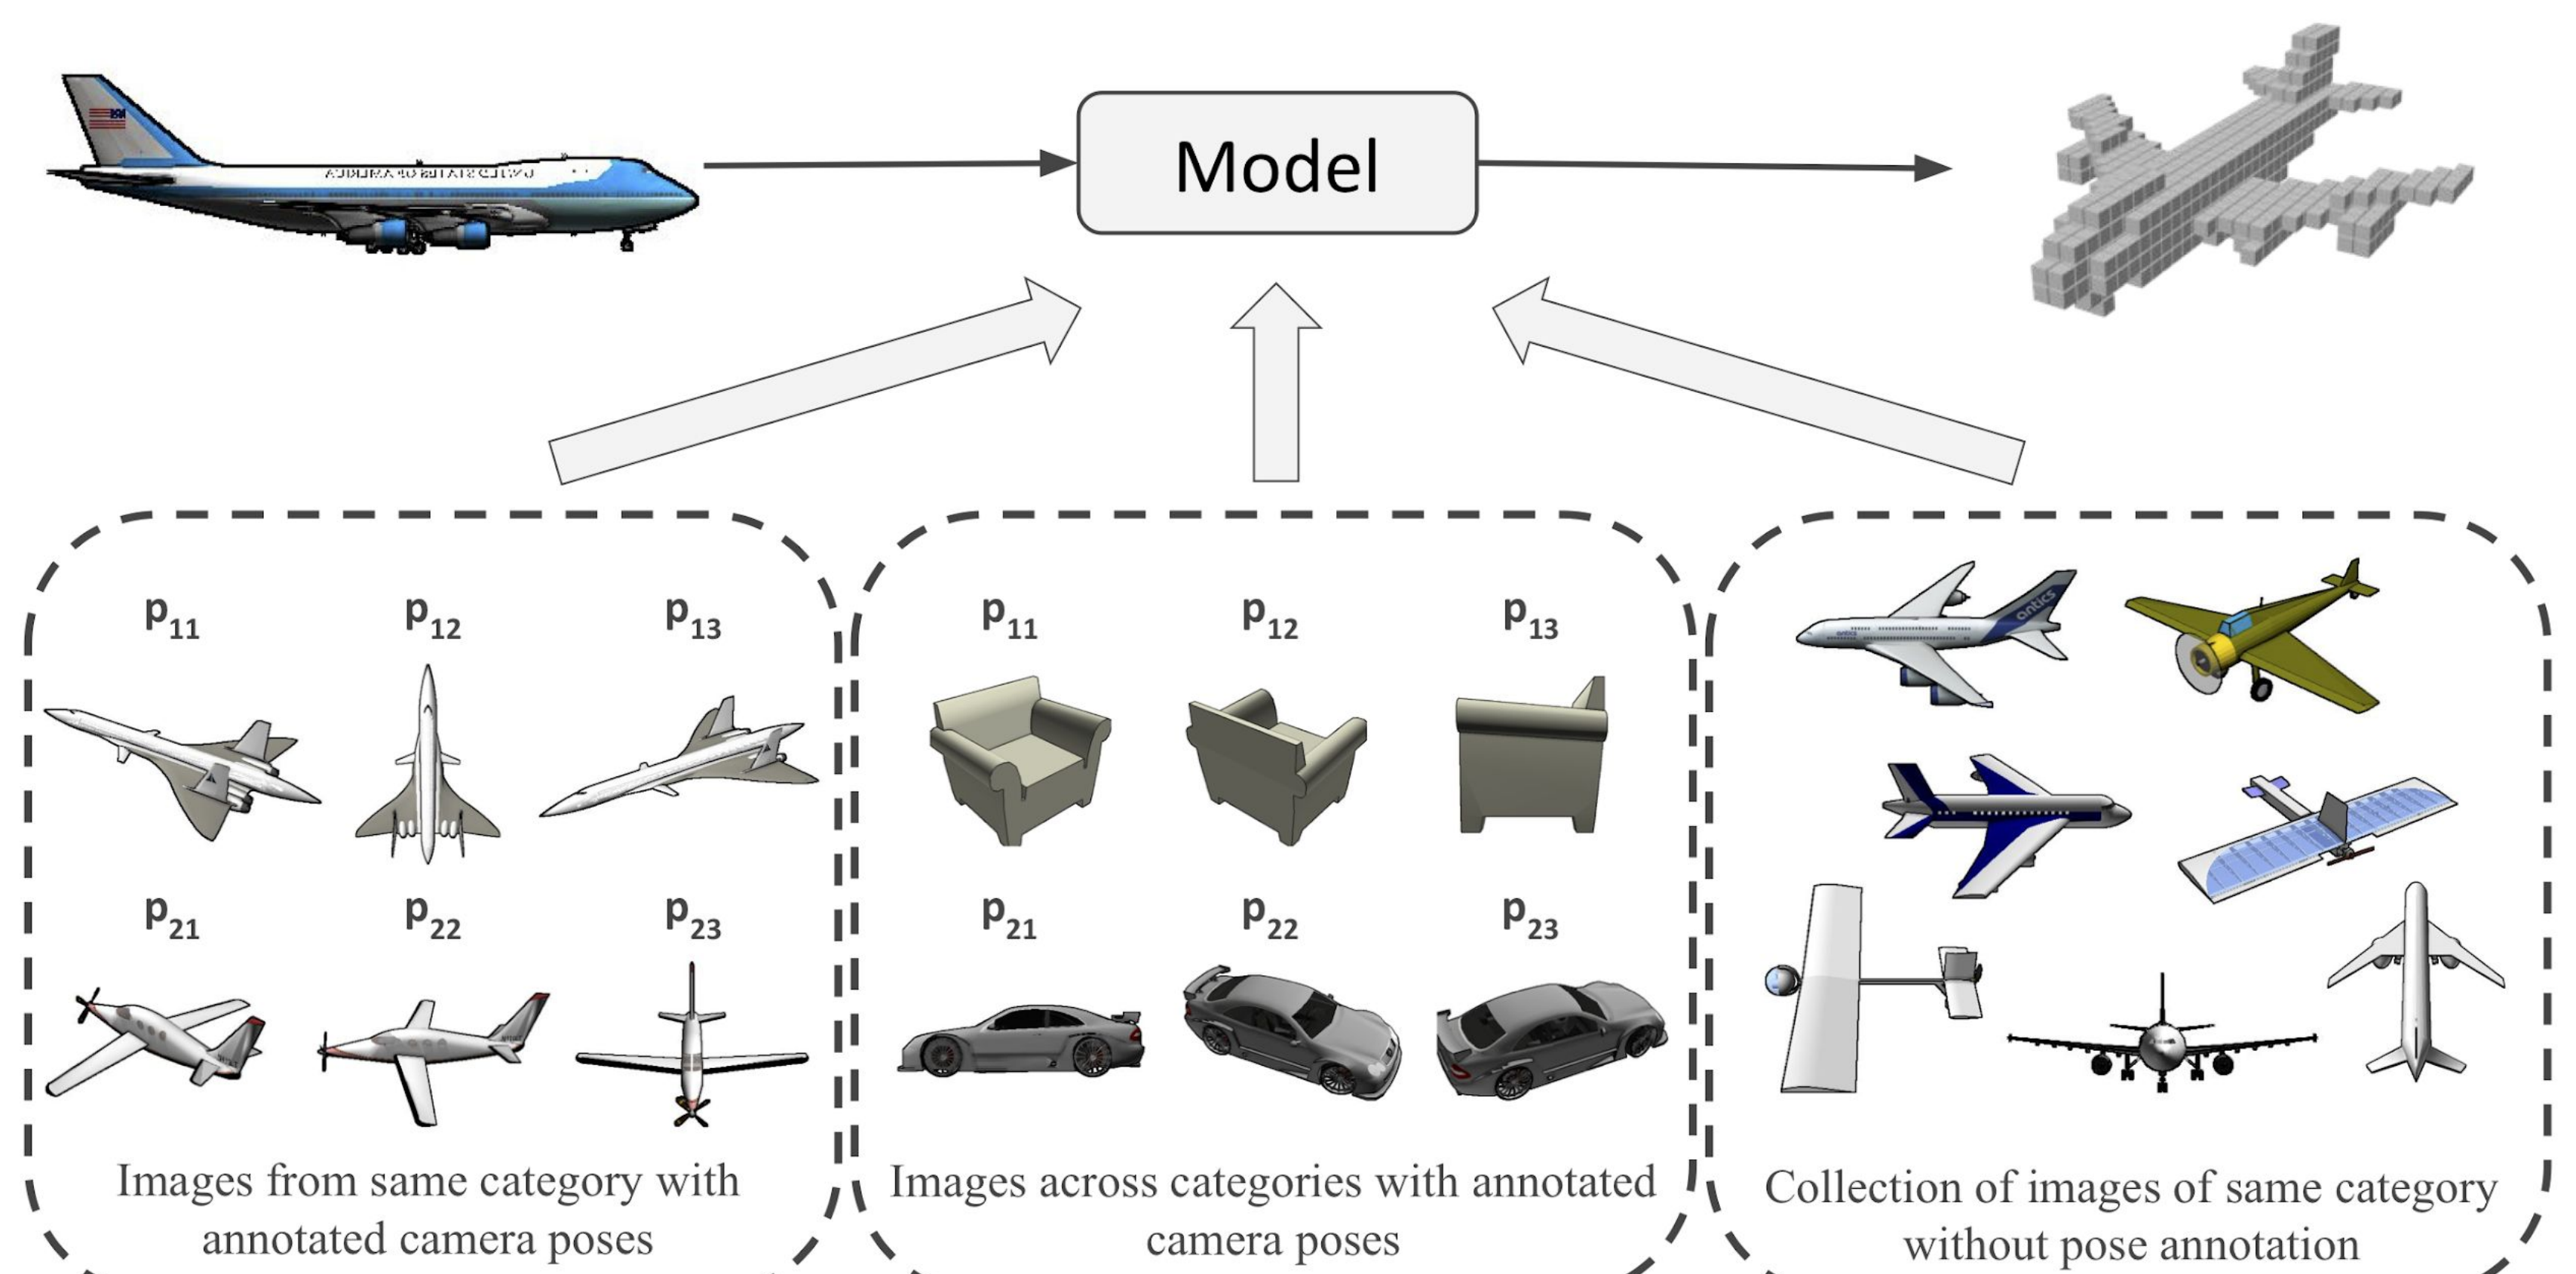 Model
p11 p12 p13
p21 p22 p23
Images from same category with
annotated camera poses
p11 p12 p13
p21 p22 p23
Images across categories with annotated
camera poses
antics
Collection of images of same category
without pose annotation